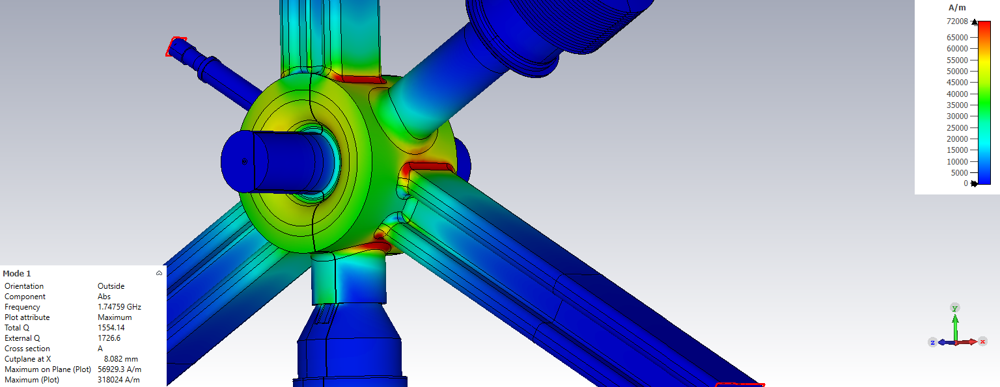 A/m
72008
65000
60000
55000
50000
45000
40000
35000
30000
25000
20000
15000
10000
5000
0
Mode 1
Orientation Outside
Component Abs
Frequency 1.74759 GHz
Plot attribute Maximum
Total Q 1554.14
External Q 1726.6
Cross section A
Cutplane at X 8.082 mm
Maximum on Plane (Plot) 56929.3 A/m
Maximum (Plot) 318024 A/m
y
z x